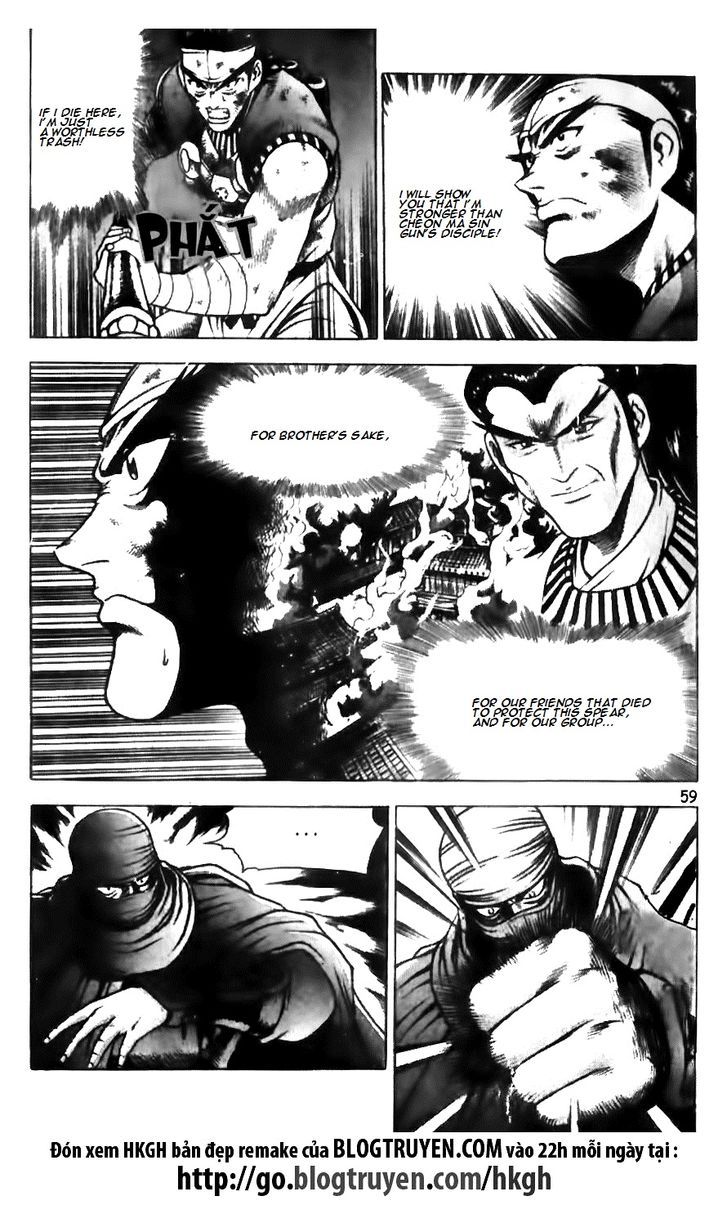 IF I DIE HERE,
I'M JUST
A WORTHLESS
TRASH!
PHẤT
I WILL SHOW
YOU THAT I'M
STRONGER THAN
CHEON MA SIN
GUN'S DISCIPLE!
FOR BROTHER'S SAKE,
FOR OUR FRIENDS THAT DIED
TO PROTECT THIS SPEAR,
AND FOR OUR GROUP...
59
...
Đón xem HKGH bản đẹp remake của BLOGTRUYEN.COM vào 22h mỗi ngày tại :
http://go.blogtruyen.com/hkgh